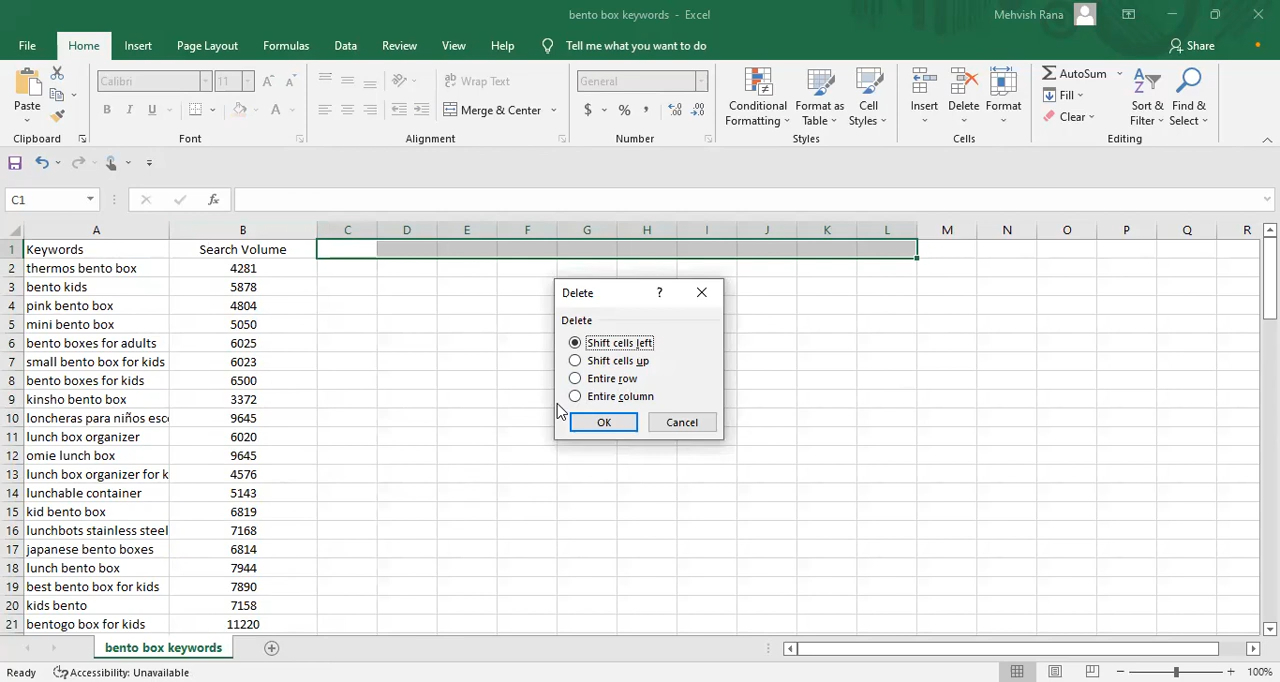 bento box keywords - Excel
Mehvish Rana
File Home Insert Page Layout Formulas Data Review View Help Tell me what you want to do Share
Paste
Calibri 11
Wrap Text
Merge & Center
General
Conditional Formatting
Format as Table
Cell Styles
Insert Delete Format
AutoSum
Fill
Clear
Sort & Filter
Find & Select
Clipboard Font Alignment Number Styles Cells Editing
C1 fx
A B C D E F G H I J K L M N O P Q R
1 Keywords Search Volume
2 thermos bento box 4281
3 bento kids 5878
4 pink bento box 4804
5 mini bento box 5050
6 bento boxes for adults 6025
7 small bento box for kids 6023
8 bento boxes for kids 6500
9 kinsho bento box 3372
10 loncheras para niños esc 9645
11 lunch box organizer 6020
12 omie lunch box 9645
13 lunch box organizer for k 4576
14 lunchable container 5143
15 kid bento box 6819
16 lunchbots stainless steel 7168
17 japanese bento boxes 6814
18 lunch bento box 7944
19 best bento box for kids 7890
20 kids bento 7158
21 bentogo box for kids 11220
Delete ?
Delete
Shift cells left
Shift cells up
Entire row
Entire column
OK Cancel
bento box keywords
Ready Accessibility: Unavailable 100%